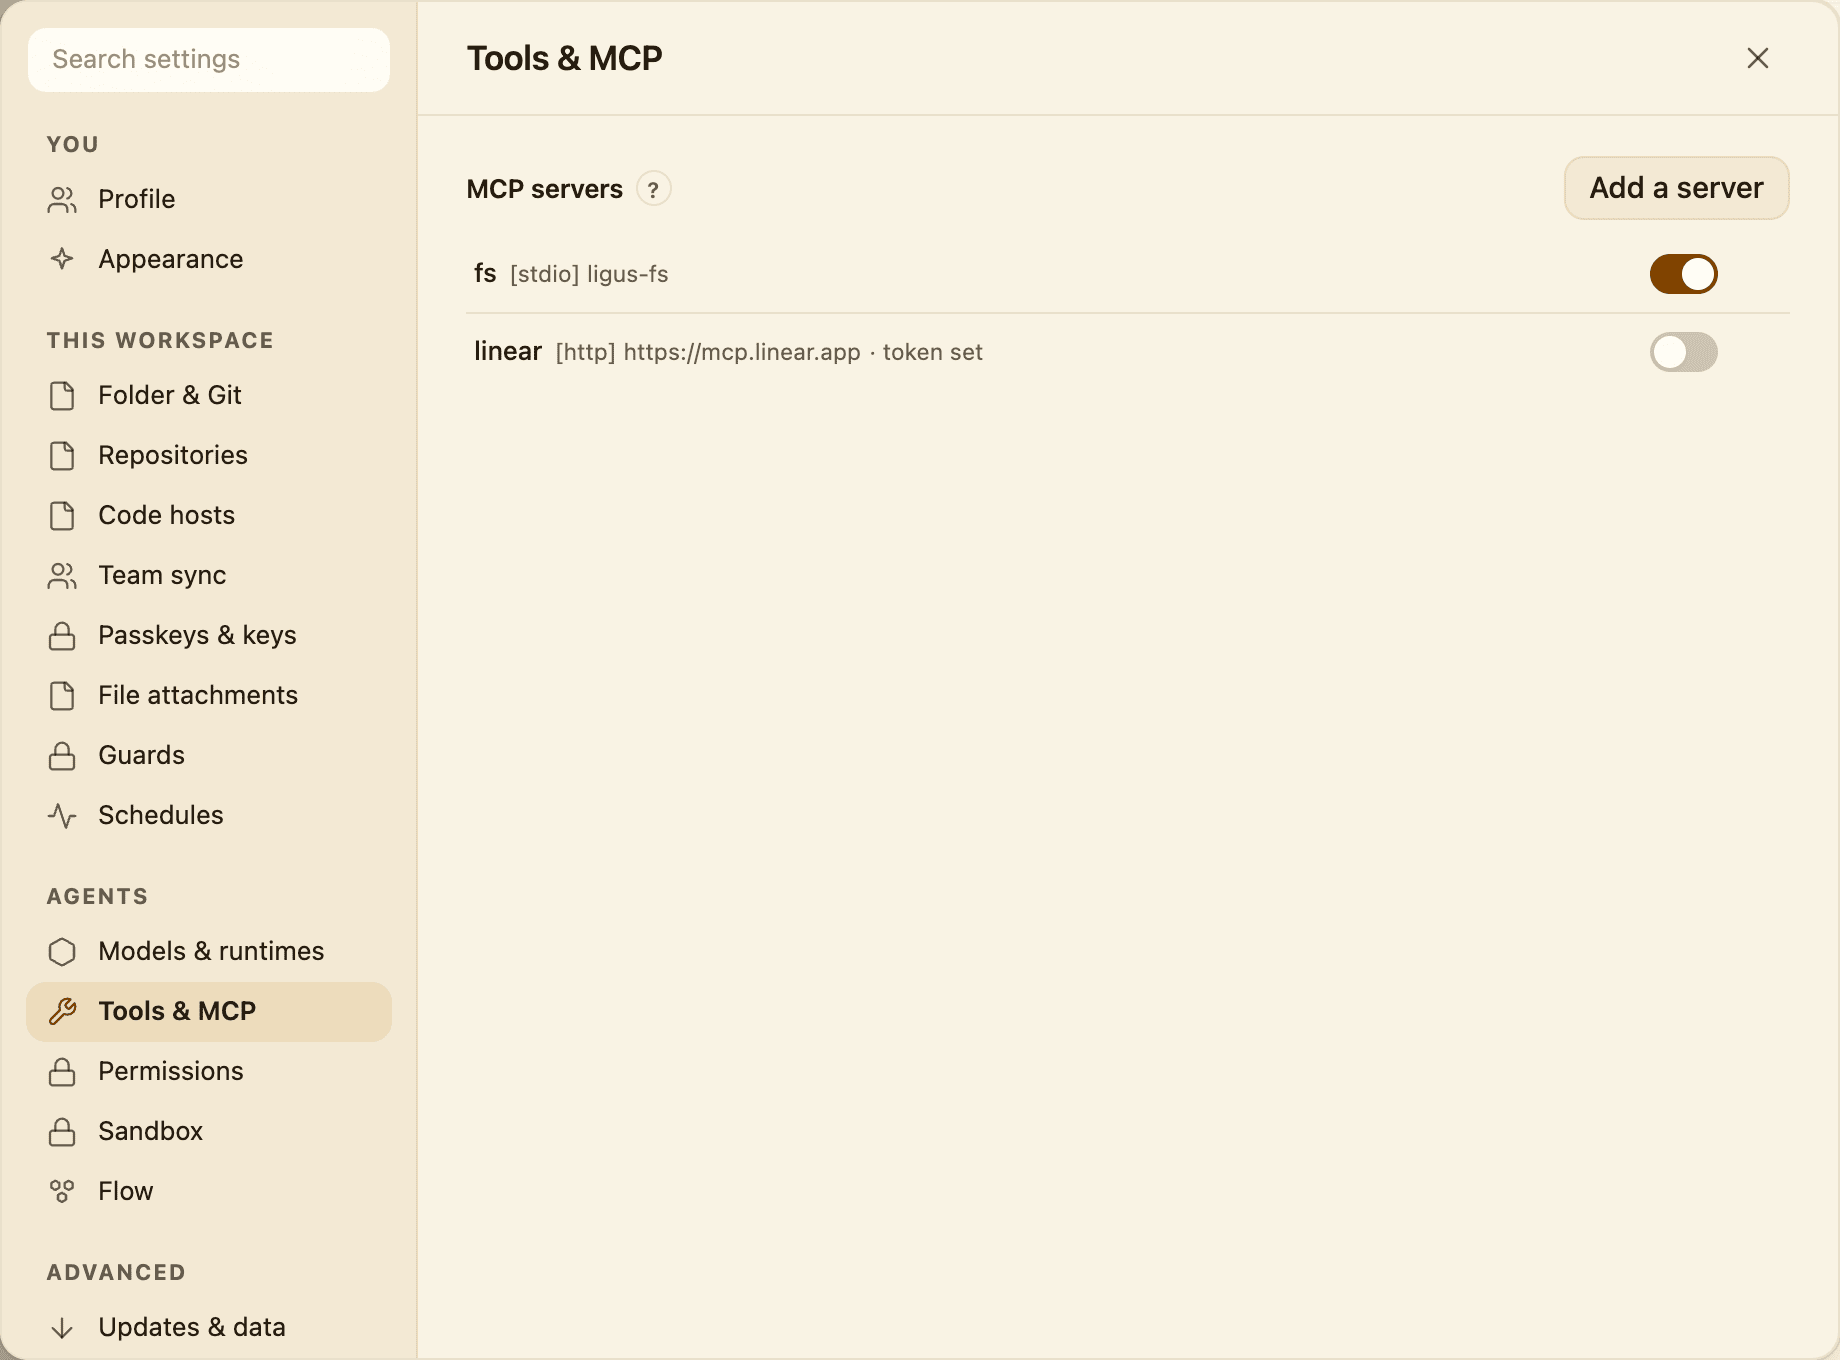 Search settings
YOU
Profile
Appearance
THIS WORKSPACE
Folder & Git
Repositories
Code hosts
Team sync
Passkeys & keys
File attachments
Guards
Schedules
AGENTS
Models & runtimes
Tools & MCP
Permissions
Sandbox
Flow
ADVANCED
Updates & data
Tools & MCP
MCP servers ?
Add a server
fs [stdio] ligus-fs
linear [http] https://mcp.linear.app · token set